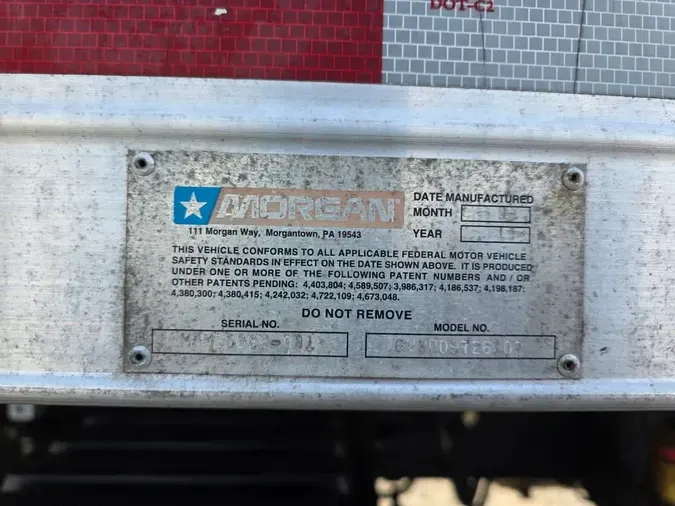 DOT-C2
MORGAN
111 Morgan Way, Morgantown, PA 19543
DATE MANUFACTURED
MONTH
YEAR
THIS VEHICLE CONFORMS TO ALL APPLICABLE FEDERAL MOTOR VEHICLE
SAFETY STANDARDS IN EFFECT ON THE DATE SHOWN ABOVE. IT IS PRODUCED
UNDER ONE OR MORE OF THE FOLLOWING PATENT NUMBERS AND / OR
OTHER PATENTS PENDING: 4,403,804; 4,589,507; 3,986,317; 4,186,537; 4,198,187;
4,380,300; 4,380,415; 4,242,032; 4,722,109; 4,673,048.
DO NOT REMOVE
SERIAL NO.
MODEL NO.